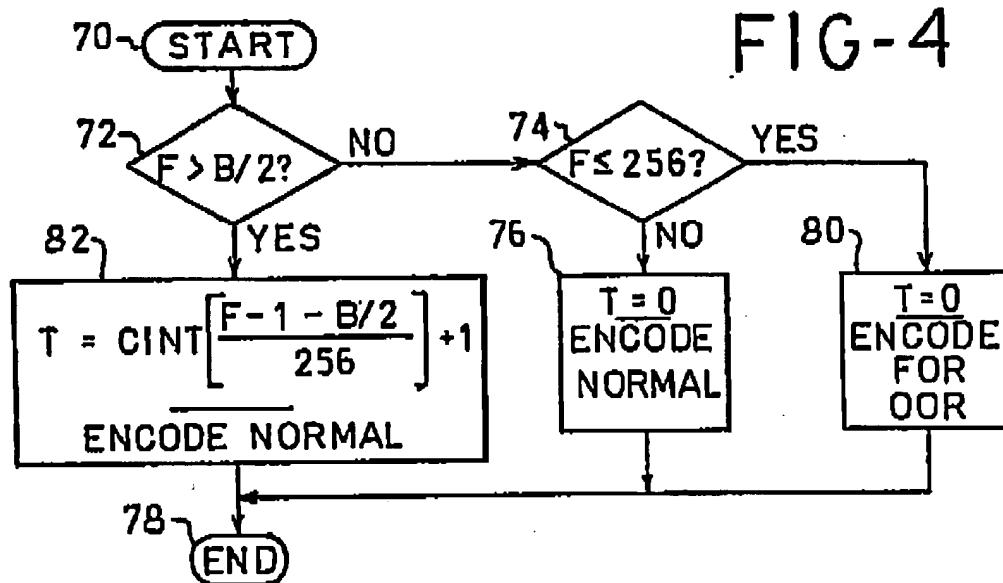 FIG-4
70
START
72
F > B/2?
NO
74
F ≤ 256?
YES
YES
NO
82
T = CINT[(F-1-B/2)/256] +1
ENCODE NORMAL
76
T=0
ENCODE
NORMAL
80
T=0
ENCODE
FOR
OOR
78
END